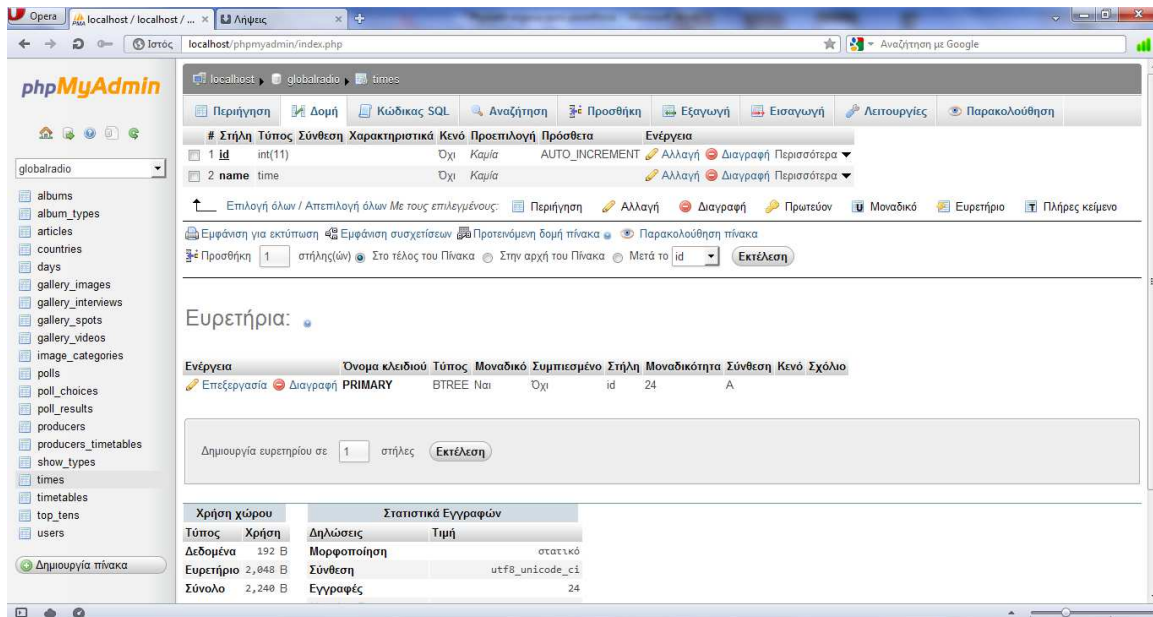 Opera localhost / localhost / ... × Λήψεις ×
Ιστός localhost/phpmyadmin/index.php Αναζήτηση με Google
phpMyAdmin
globalradio
albums
album_types
articles
countries
days
gallery_images
gallery_interviews
gallery_spots
gallery_videos
image_categories
polls
poll_choices
poll_results
producers
producers_timetables
show_types
times
timetables
top_tens
users
Δημιουργία πίνακα
localhost globalradio times
Περιήγηση Δομή Κώδικας SQL Αναζήτηση Προσθήκη Εξαγωγή Εισαγωγή Λειτουργίες Παρακολούθηση
# Στήλη Τύπος Σύνθεση Χαρακτηριστικά Κενό Προεπιλογή Πρόσθετα Ενέργεια
1 id int(11) Όχι Καμία AUTO_INCREMENT Αλλαγή Διαγραφή Περισσότερα
2 name time Όχι Καμία Αλλαγή Διαγραφή Περισσότερα
Επιλογή όλων / Απεπιλογή όλων Με τους επιλεγμένους: Περιήγηση Αλλαγή Διαγραφή Πρωτεύον U Μοναδικό Ευρετήριο T Πλήρες κείμενο
Εμφάνιση για εκτύπωση Εμφάνιση συσχετίσεων Προτεινόμενη δομή πίνακα Παρακολούθηση πίνακα
Προσθήκη 1 στήλης(ών) Στο τέλος του Πίνακα Στην αρχή του Πίνακα Μετά το id Εκτέλεση
Ευρετήρια:
Ενέργεια Όνομα κλειδιού Τύπος Μοναδικό Συμπιεσμένο Στήλη Μοναδικότητα Σύνθεση Κενό Σχόλιο
Επεξεργασία Διαγραφή PRIMARY BTREE Ναι Όχι id 24 A
Δημιουργία ευρετηρίου σε 1 στήλες Εκτέλεση
Χρήση χώρου Στατιστικά Εγγραφών
Τύπος Χρήση Δηλώσεις Τιμή
Δεδομένα 192 B Μορφοποίηση στατικό
Ευρετήριο 2,048 B Σύνθεση utf8_unicode_ci
Σύνολο 2,240 B Εγγραφές 24